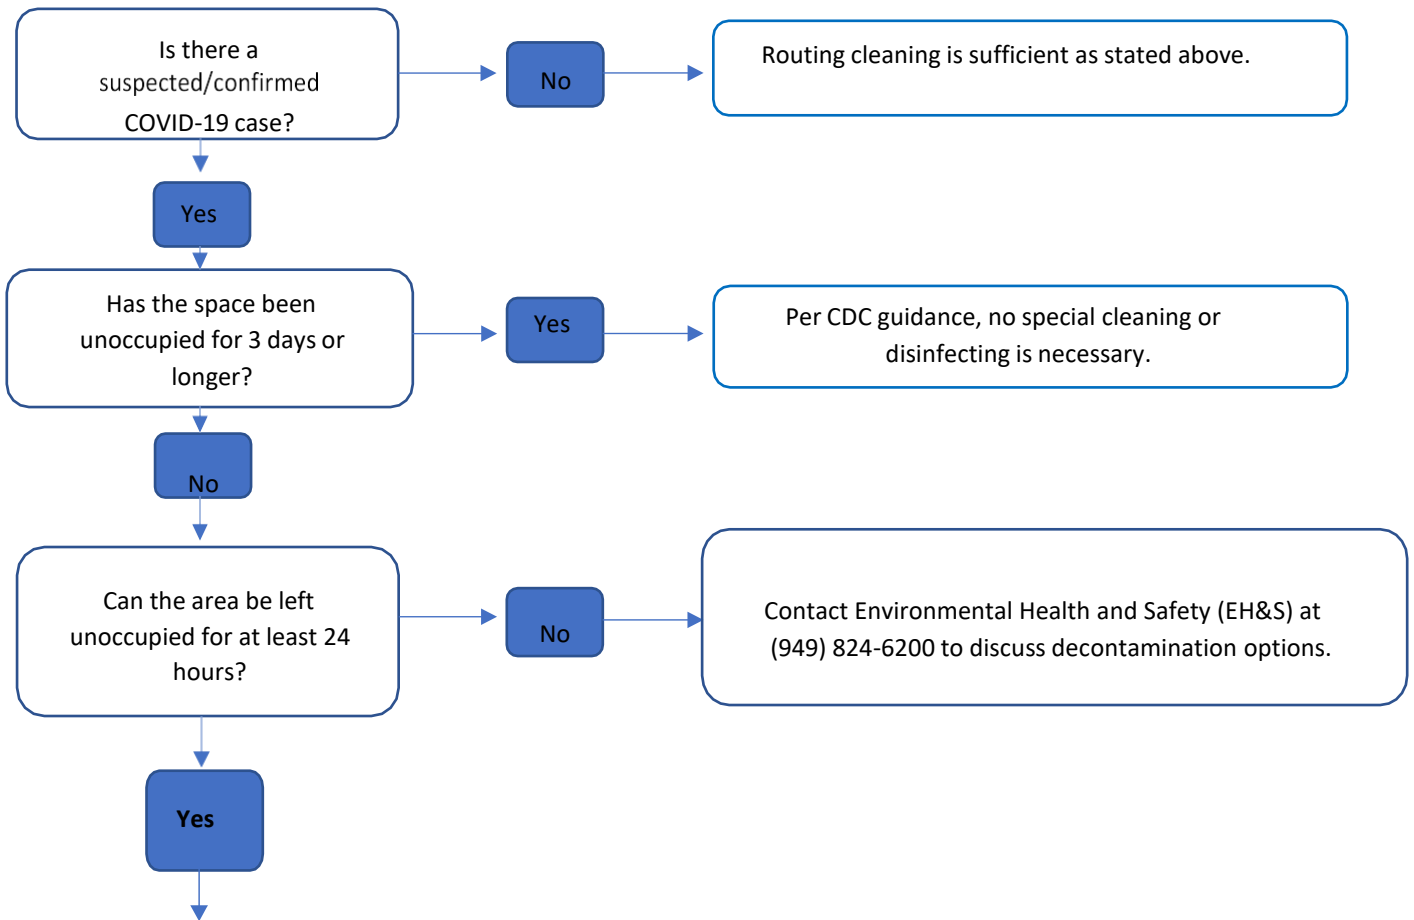 Is there a
suspected/confirmed
COVID-19 case?
No
Routing cleaning is sufficient as stated above.
Yes
Has the space been
unoccupied for 3 days or
longer?
Yes
Per CDC guidance, no special cleaning or
disinfecting is necessary.
No
Can the area be left
unoccupied for at least 24
hours?
No
Contact Environmental Health and Safety (EH&S) at
(949) 824-6200 to discuss decontamination options.
Yes